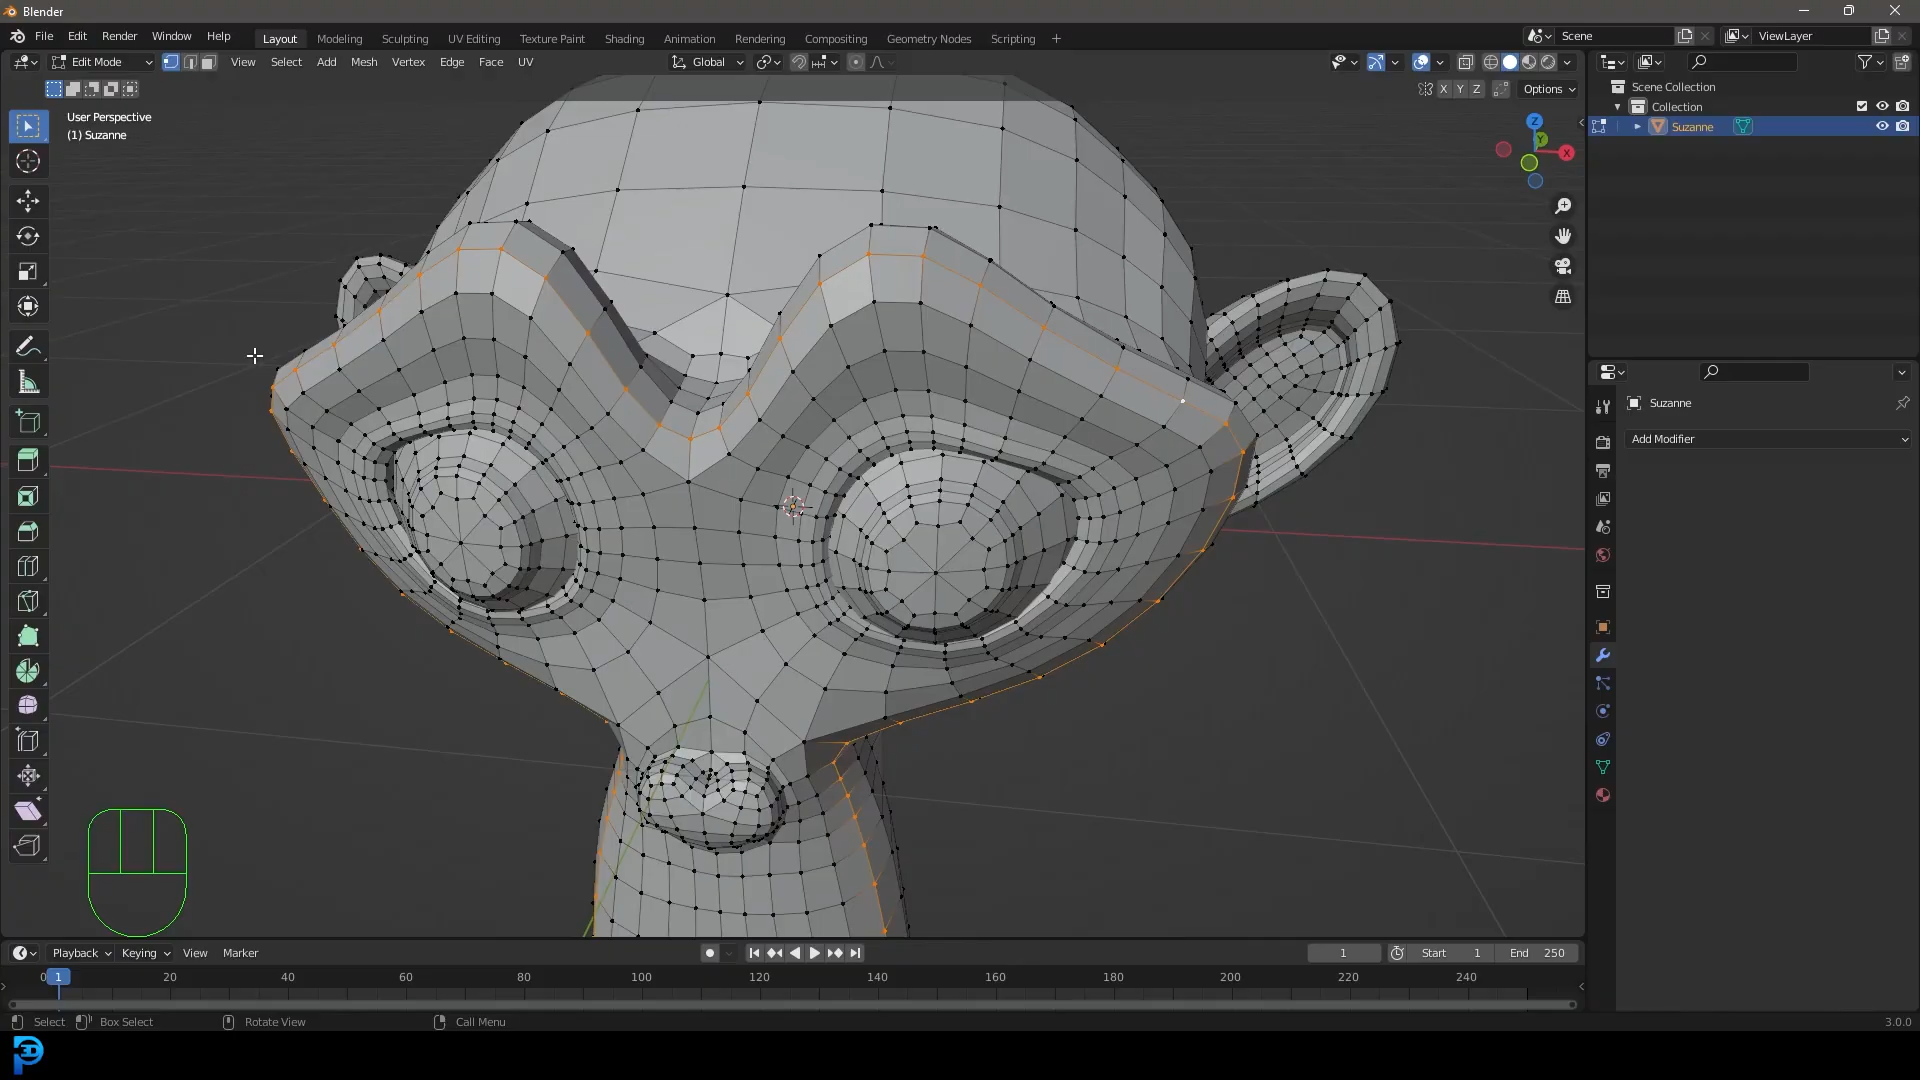 Blender
File Edit Render Window Help
Layout Modeling Sculpting UV Editing Texture Paint Shading Animation Rendering Compositing Geometry Nodes Scripting +
Scene
ViewLayer
Edit Mode
View Select Add Mesh Vertex Edge Face UV
Global
X Y Z
Options
User Perspective
(1) Suzanne
Z
Y
X
Scene Collection
Collection
Suzanne
Suzanne
Add Modifier
Playback Keying View Marker
1
Start 1
End 250
0 1 20 40 60 80 100 120 140 160 180 200 220 240
Select Box Select Rotate View Call Menu
3.0.0